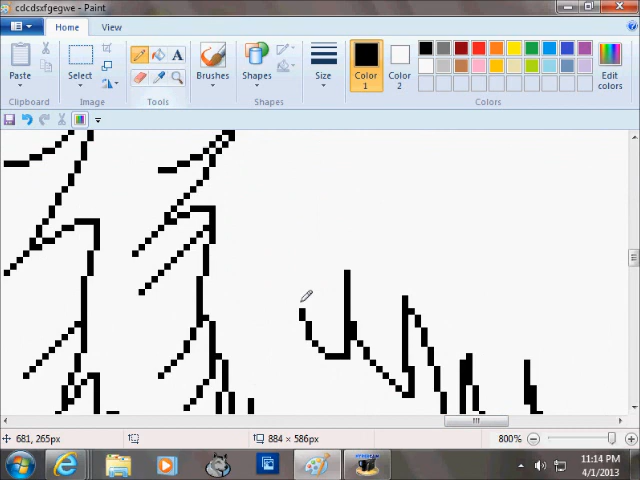 cdcdsxfgegwe - Paint
Home View
Paste Select Brushes Shapes Size Color 1 Color 2 Edit colors
Clipboard Image Tools Shapes Colors
681, 265px 884 × 586px 800%
11:14 PM
4/1/2013